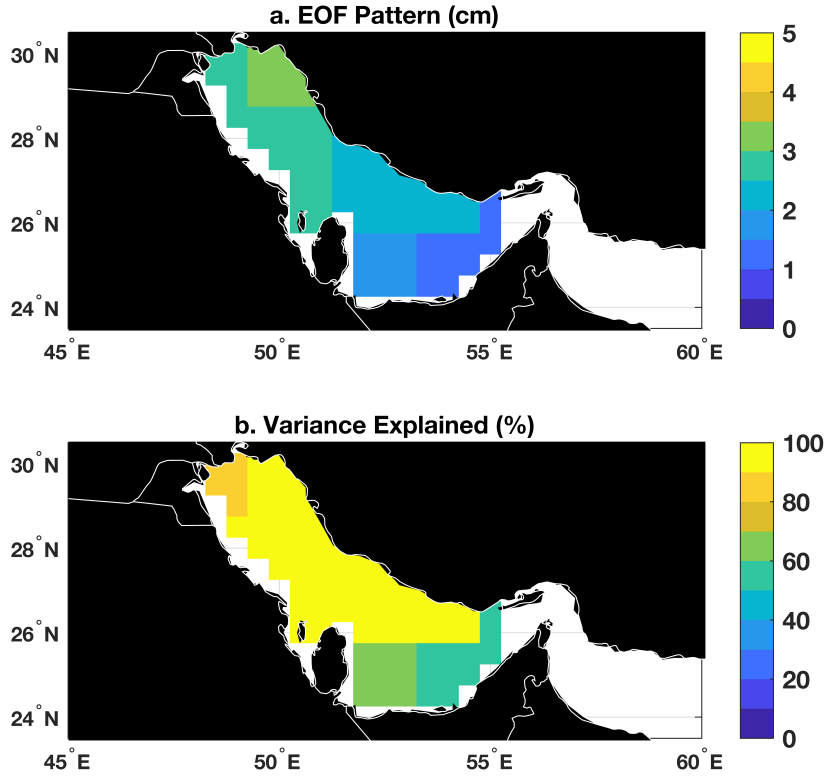 a. EOF Pattern (cm)
30° N
28° N
26° N
24° N
45° E
50° E
55° E
60° E
5
4
3
2
1
0
b. Variance Explained (%)
30° N
28° N
26° N
24° N
45° E
50° E
55° E
60° E
100
80
60
40
20
0